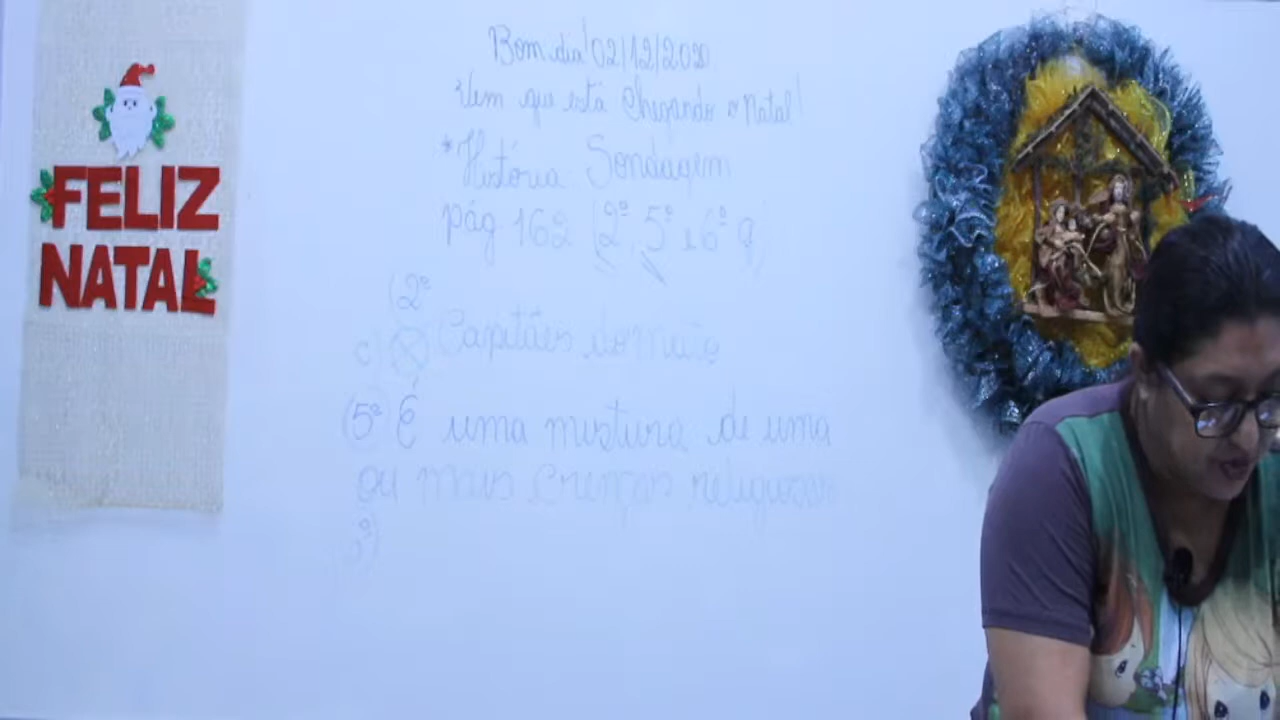 FELIZ
NATAL
Bom dia! 02/12/2020
Vem que está Chegando o Natal!
*História Sondagem
pág 162 (2º, 5º e 6º q)
(2º
c) (X) Capitães do mato
(5º É uma mistura de uma
ou mais crenças religiosas
6º)